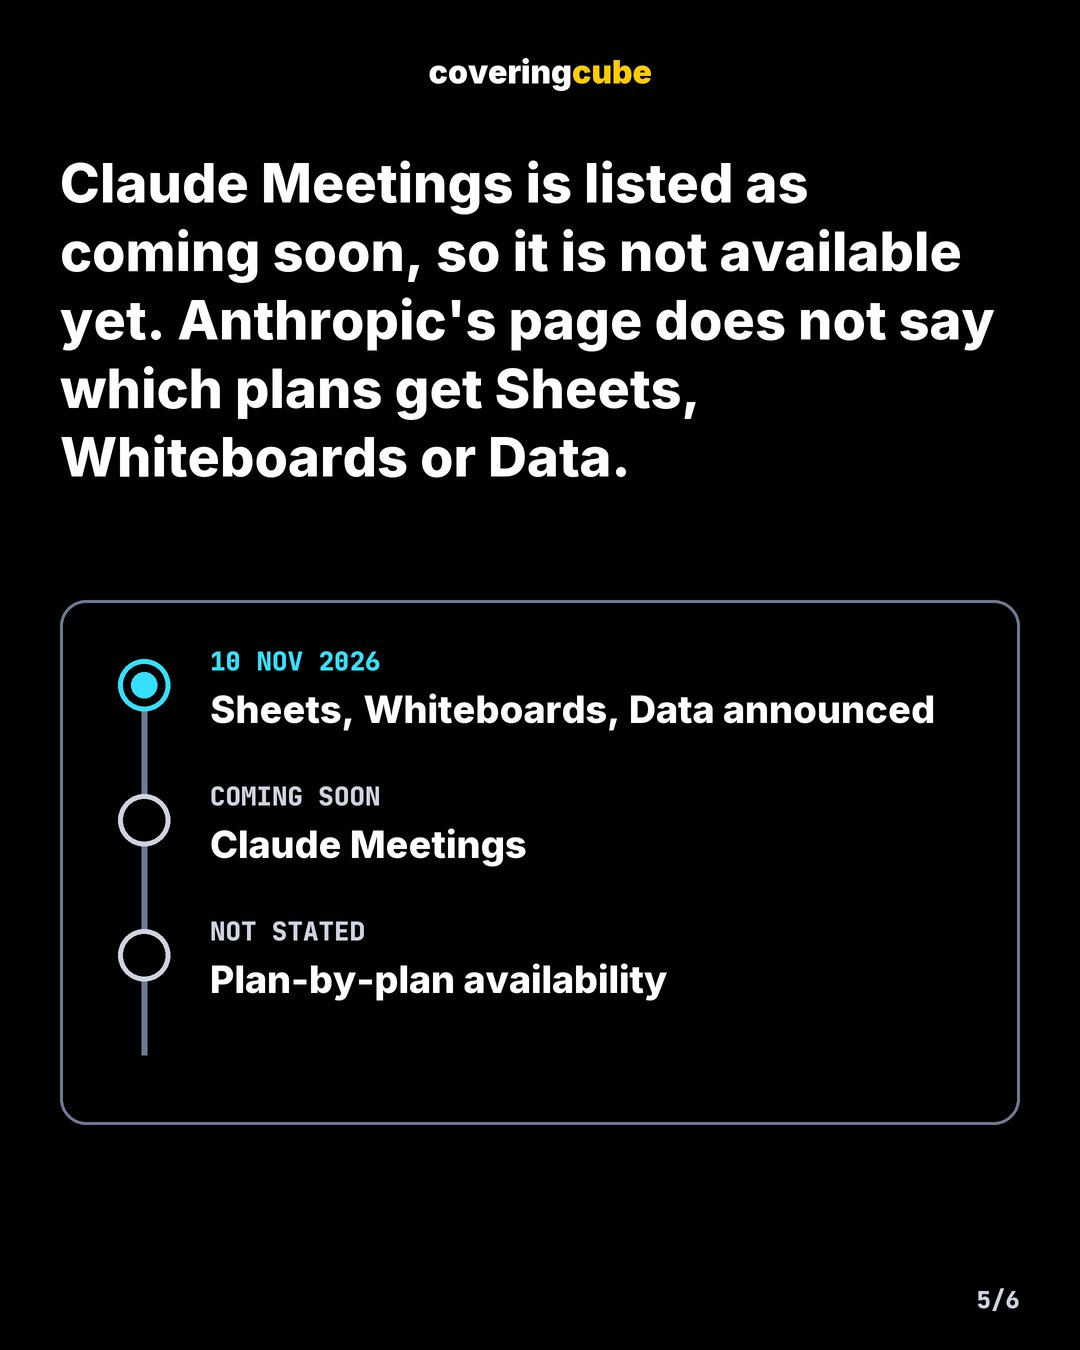 coveringcube
Claude Meetings is listed as
coming soon, so it is not available
yet. Anthropic's page does not say
which plans get Sheets,
Whiteboards or Data.
10 NOV 2026
Sheets, Whiteboards, Data announced
COMING SOON
Claude Meetings
NOT STATED
Plan-by-plan availability
5/6